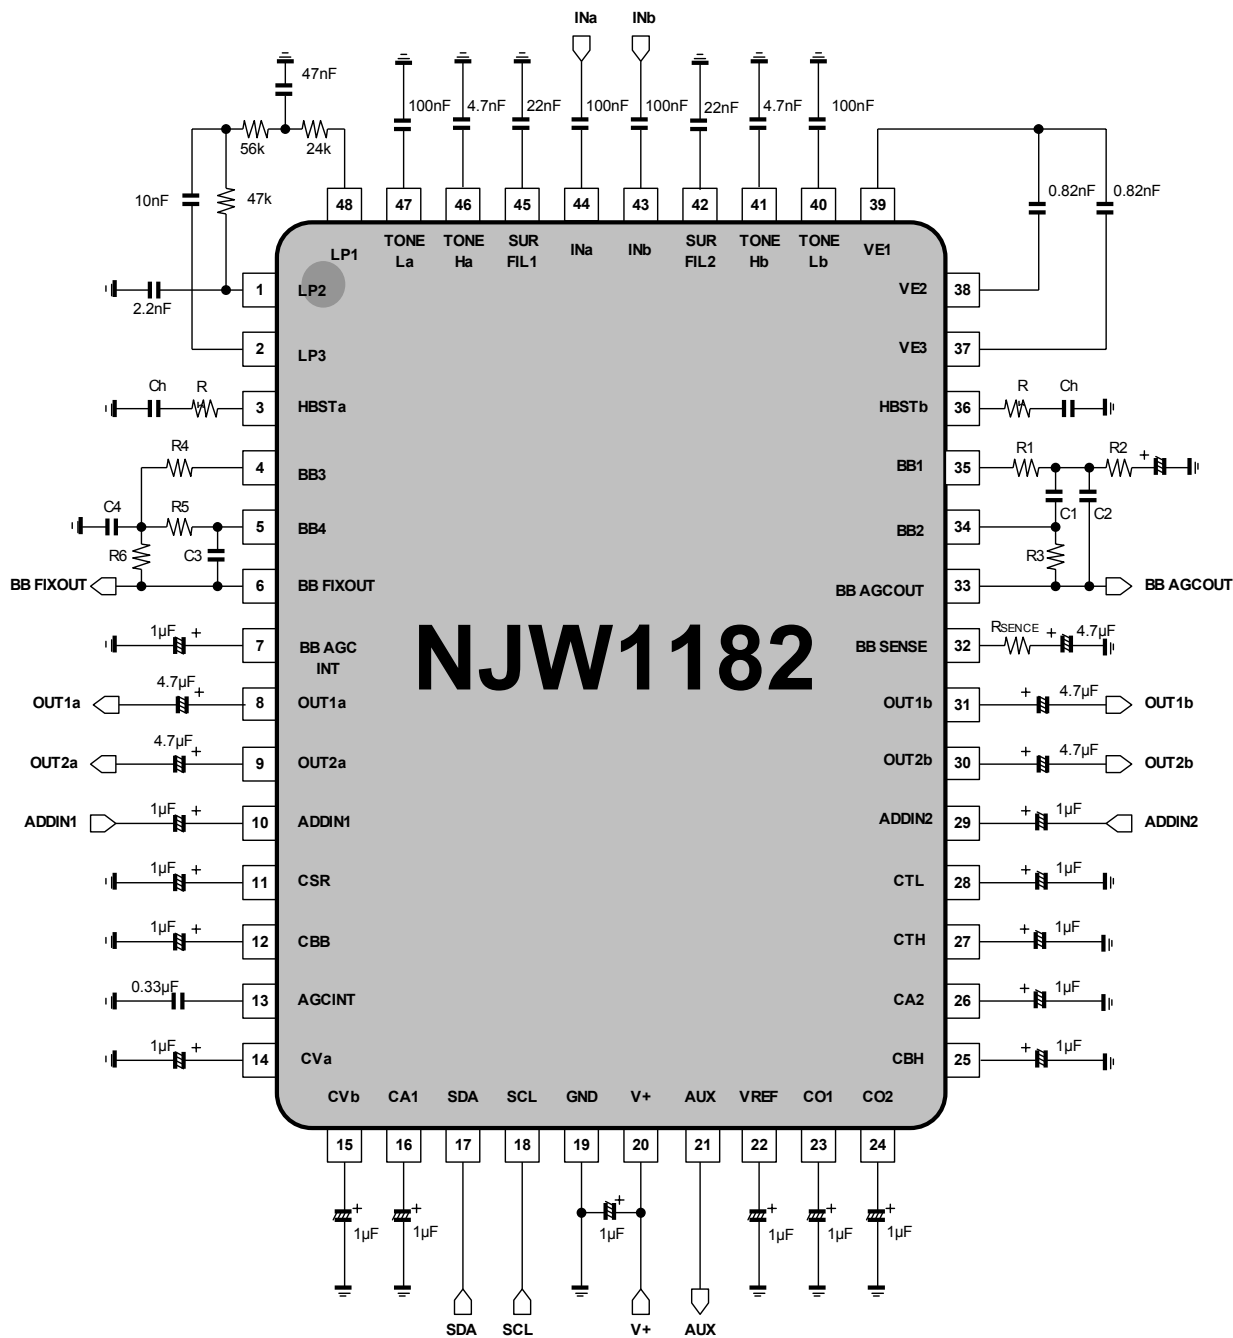 INa INb
47nF
100nF 4.7nF 22nF 100nF 100nF 22nF 4.7nF 100nF
56k 24k
10nF 47k 0.82nF 0.82nF
48 47 46 45 44 43 42 41 40 39
LP1 TONE La TONE Ha SUR FIL1 INa INb SUR FIL2 TONE Hb TONE Lb VE1
2.2nF 1 LP2 VE2 38
2 LP3 VE3 37
Ch R 3 HBSTa HBSTb 36 R Ch
R4 4 BB3 BB1 35 R1 R2 +
C4 R5 5 BB4 BB2 34 C1 C2
R6 C3 R3
BB FIXOUT 6 BB FIXOUT BB AGCOUT 33 BB AGCOUT
1µF + 7 BB AGC INT BB SENSE 32 RSENCE + 4.7µF
NJW1182
OUT1a 4.7µF + 8 OUT1a OUT1b 31 + 4.7µF OUT1b
OUT2a 4.7µF + 9 OUT2a OUT2b 30 + 4.7µF OUT2b
ADDIN1 1µF + 10 ADDIN1 ADDIN2 29 + 1µF ADDIN2
1µF + 11 CSR CTL 28 + 1µF
1µF + 12 CBB CTH 27 + 1µF
0.33µF 13 AGCINT CA2 26 + 1µF
1µF + 14 CVa CBH 25 + 1µF
CVb CA1 SDA SCL GND V+ AUX VREF CO1 CO2
15 16 17 18 19 20 21 22 23 24
+ + + + + +
1µF 1µF 1µF 1µF 1µF 1µF
SDA SCL V+ AUX